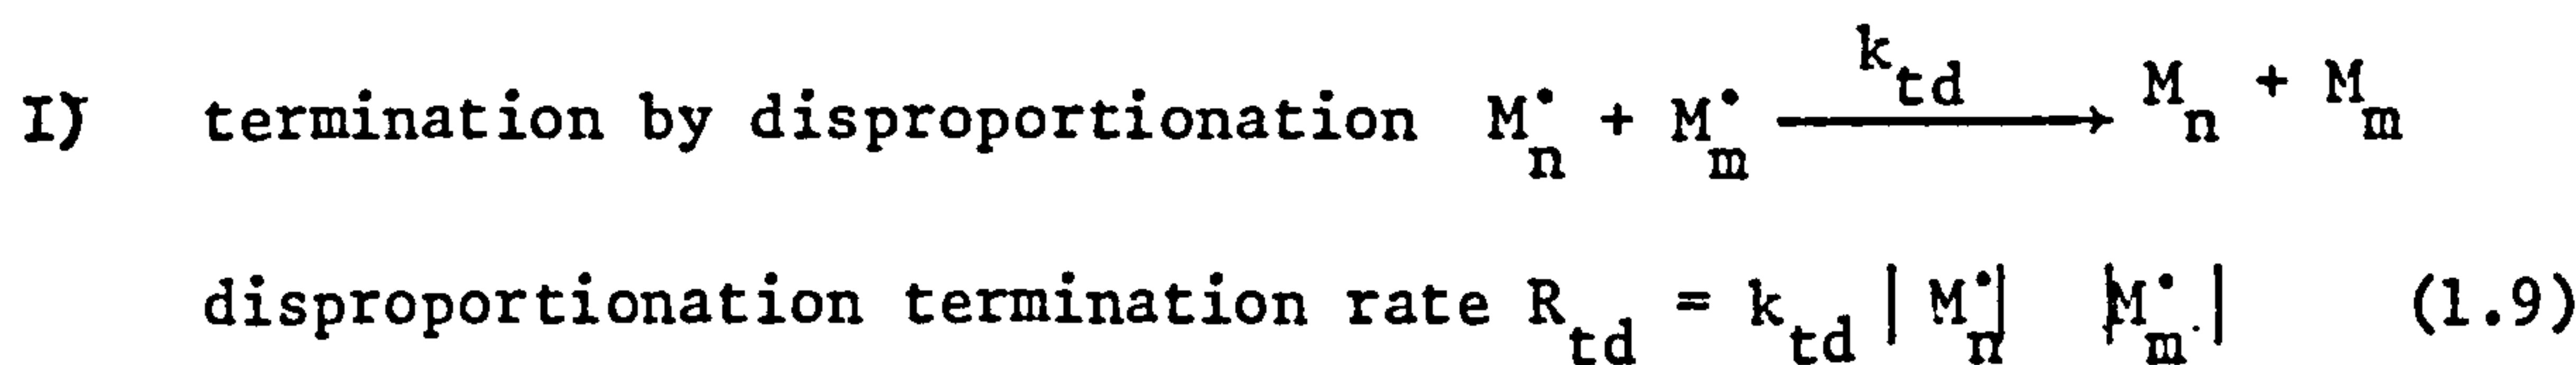 I) termination by disproportionation M•n + M•m —ktd→ Mn + Mm
disproportionation termination rate Rtd = ktd |M•n| |M•m| (1.9)